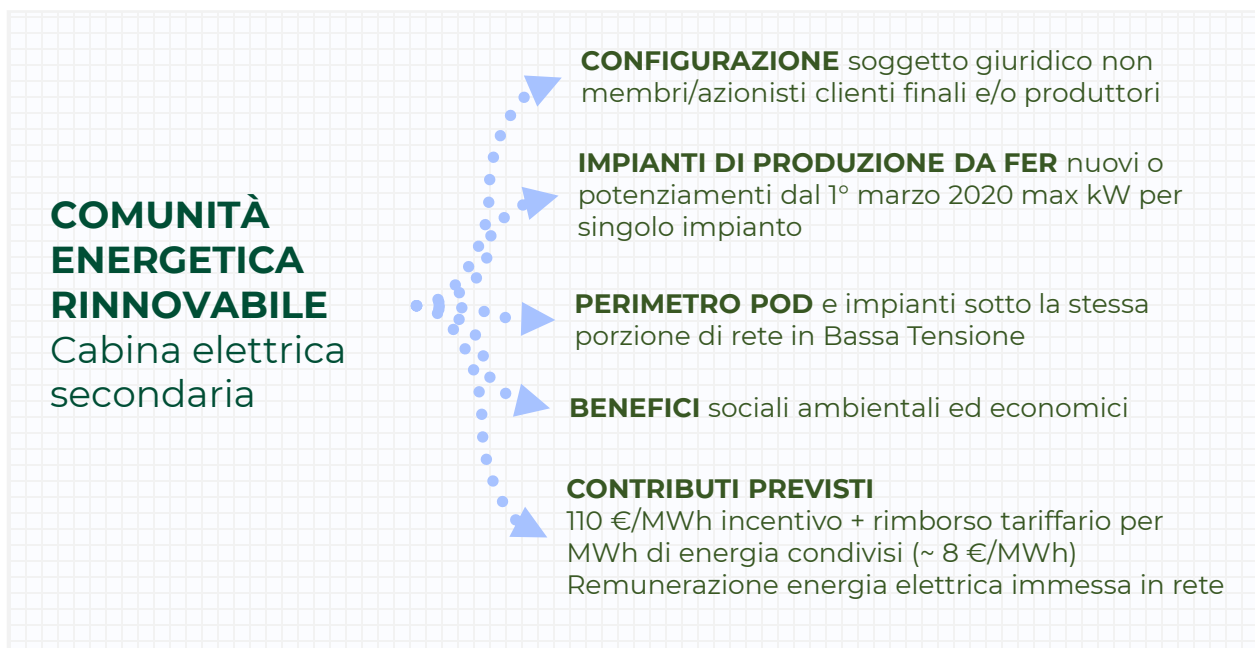 COMUNITÀ
ENERGETICA
RINNOVABILE
Cabina elettrica
secondaria
CONFIGURAZIONE soggetto giuridico non
membri/azionisti clienti finali e/o produttori
IMPIANTI DI PRODUZIONE DA FER nuovi o
potenziamenti dal 1° marzo 2020 max kW per
singolo impianto
PERIMETRO POD e impianti sotto la stessa
porzione di rete in Bassa Tensione
BENEFICI sociali ambientali ed economici
CONTRIBUTI PREVISTI
110 €/MWh incentivo + rimborso tariffario per
MWh di energia condivisi (~ 8 €/MWh)
Remunerazione energia elettrica immessa in rete